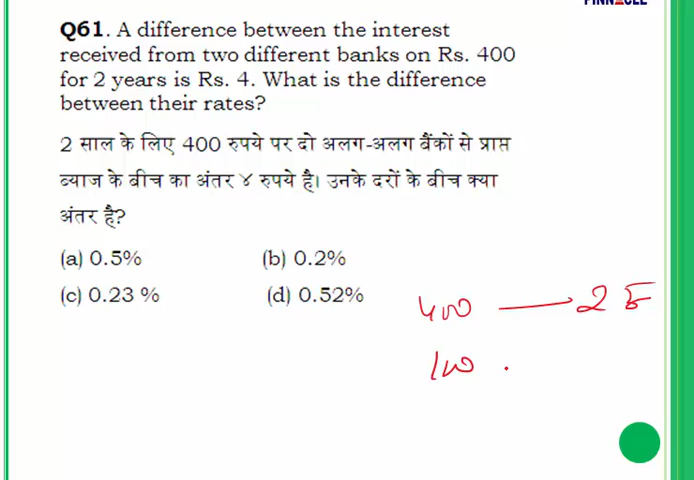 PINNACLE
Q61. A difference between the interest
received from two different banks on Rs. 400
for 2 years is Rs. 4. What is the difference
between their rates?
2 साल के लिए 400 रुपये पर दो अलग-अलग बैंकों से प्राप्त
ब्याज के बीच का अंतर ४ रुपये है। उनके दरों के बीच क्या
अंतर है?
(a) 0.5% (b) 0.2%
(c) 0.23 % (d) 0.52%
400 — 2 F
100 .